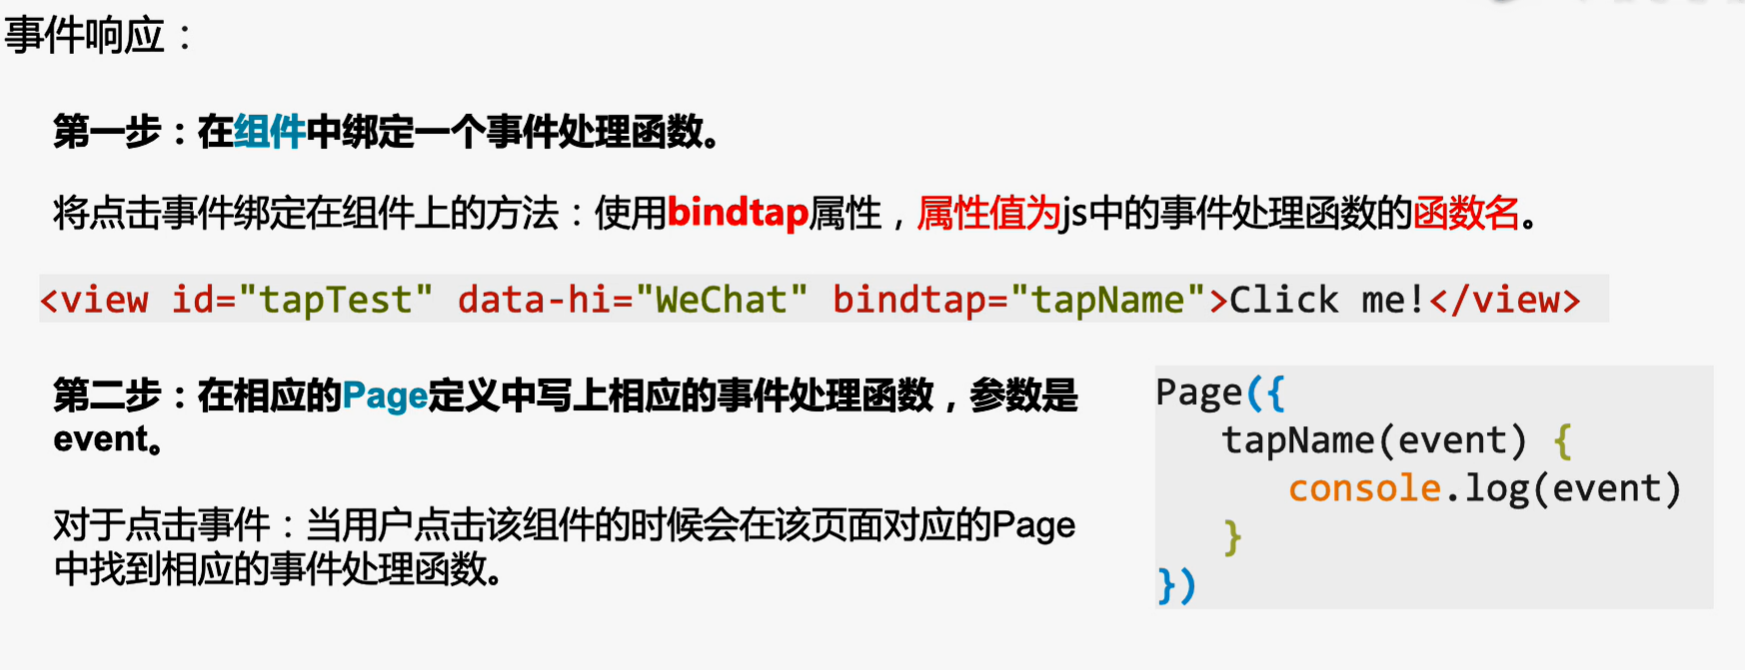 事件响应：
第一步：在组件中绑定一个事件处理函数。
将点击事件绑定在组件上的方法：使用bindtap属性，属性值为js中的事件处理函数的函数名。
<view id="tapTest" data-hi="WeChat" bindtap="tapName">Click me!</view>
第二步：在相应的Page定义中写上相应的事件处理函数，参数是
event。
对于点击事件：当用户点击该组件的时候会在该页面对应的Page
中找到相应的事件处理函数。
Page({
tapName(event) {
console.log(event)
}
})